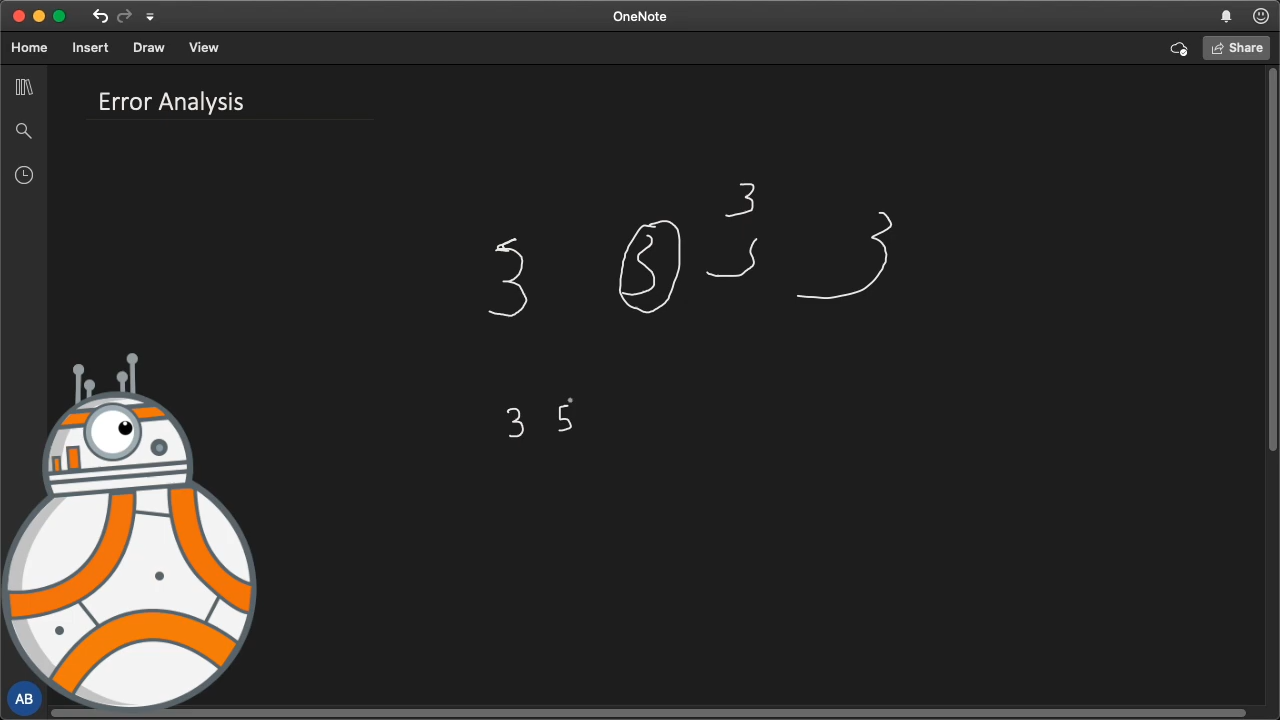 OneNote
Home Insert Draw View Share
Error Analysis
3
3 3 3 3
3 5
AB